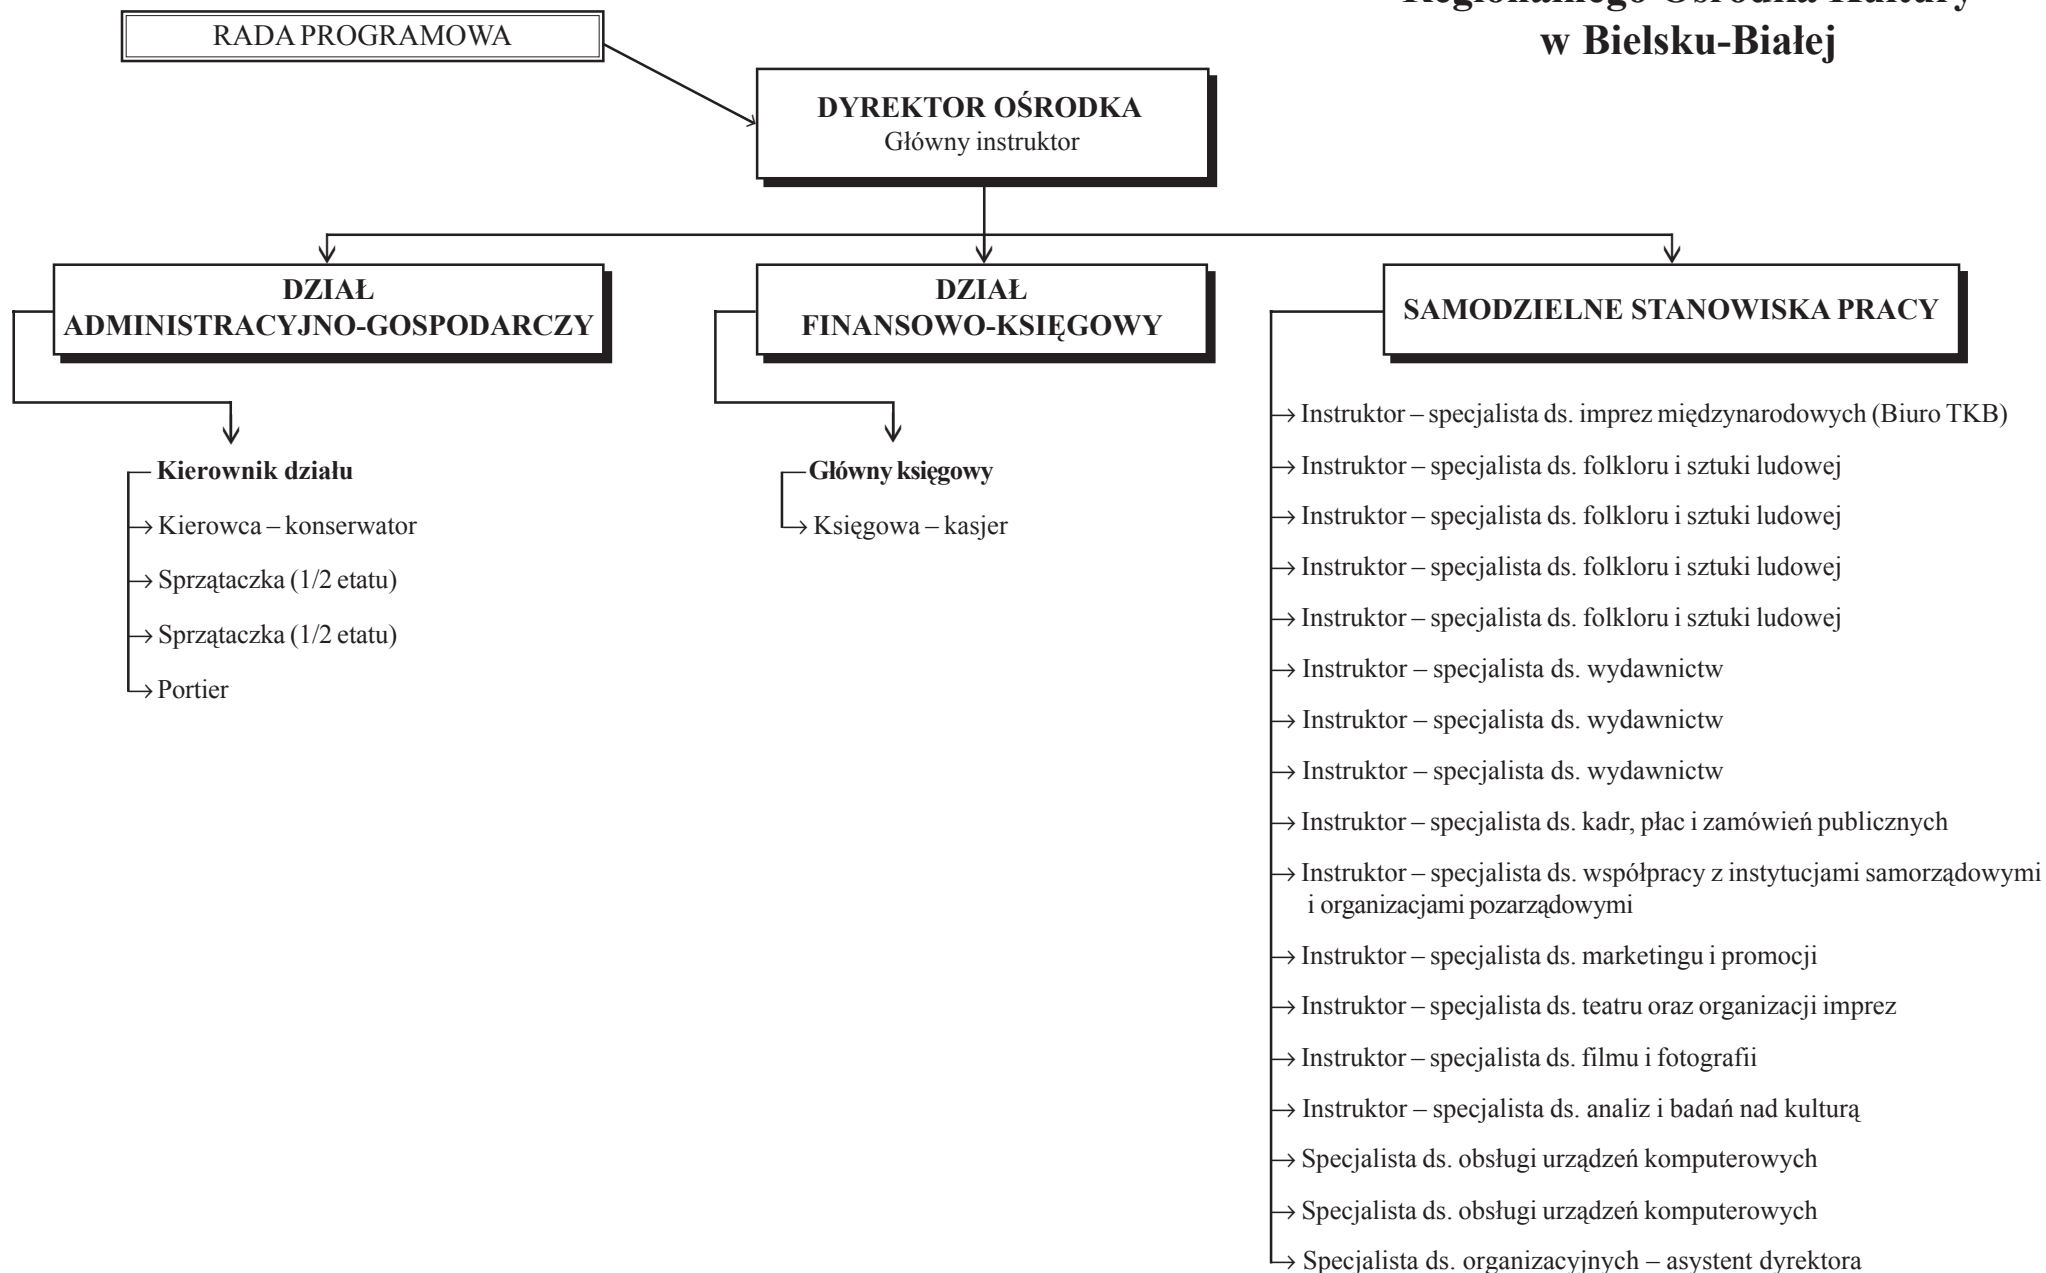 Regionalnego Ośrodka Kultury
w Bielsku-Białej
RADA PROGRAMOWA
DYREKTOR OŚRODKA
Główny instruktor
DZIAŁ
ADMINISTRACYJNO-GOSPODARCZY
Kierownik działu
Kierowca – konserwator
Sprzątaczka (1/2 etatu)
Sprzątaczka (1/2 etatu)
Portier
DZIAŁ
FINANSOWO-KSIĘGOWY
Główny księgowy
Księgowa – kasjer
SAMODZIELNE STANOWISKA PRACY
Instruktor – specjalista ds. imprez międzynarodowych (Biuro TKB)
Instruktor – specjalista ds. folkloru i sztuki ludowej
Instruktor – specjalista ds. folkloru i sztuki ludowej
Instruktor – specjalista ds. folkloru i sztuki ludowej
Instruktor – specjalista ds. folkloru i sztuki ludowej
Instruktor – specjalista ds. wydawnictw
Instruktor – specjalista ds. wydawnictw
Instruktor – specjalista ds. wydawnictw
Instruktor – specjalista ds. kadr, płac i zamówień publicznych
Instruktor – specjalista ds. współpracy z instytucjami samorządowymi
i organizacjami pozarządowymi
Instruktor – specjalista ds. marketingu i promocji
Instruktor – specjalista ds. teatru oraz organizacji imprez
Instruktor – specjalista ds. filmu i fotografii
Instruktor – specjalista ds. analiz i badań nad kulturą
Specjalista ds. obsługi urządzeń komputerowych
Specjalista ds. obsługi urządzeń komputerowych
Specjalista ds. organizacyjnych – asystent dyrektora